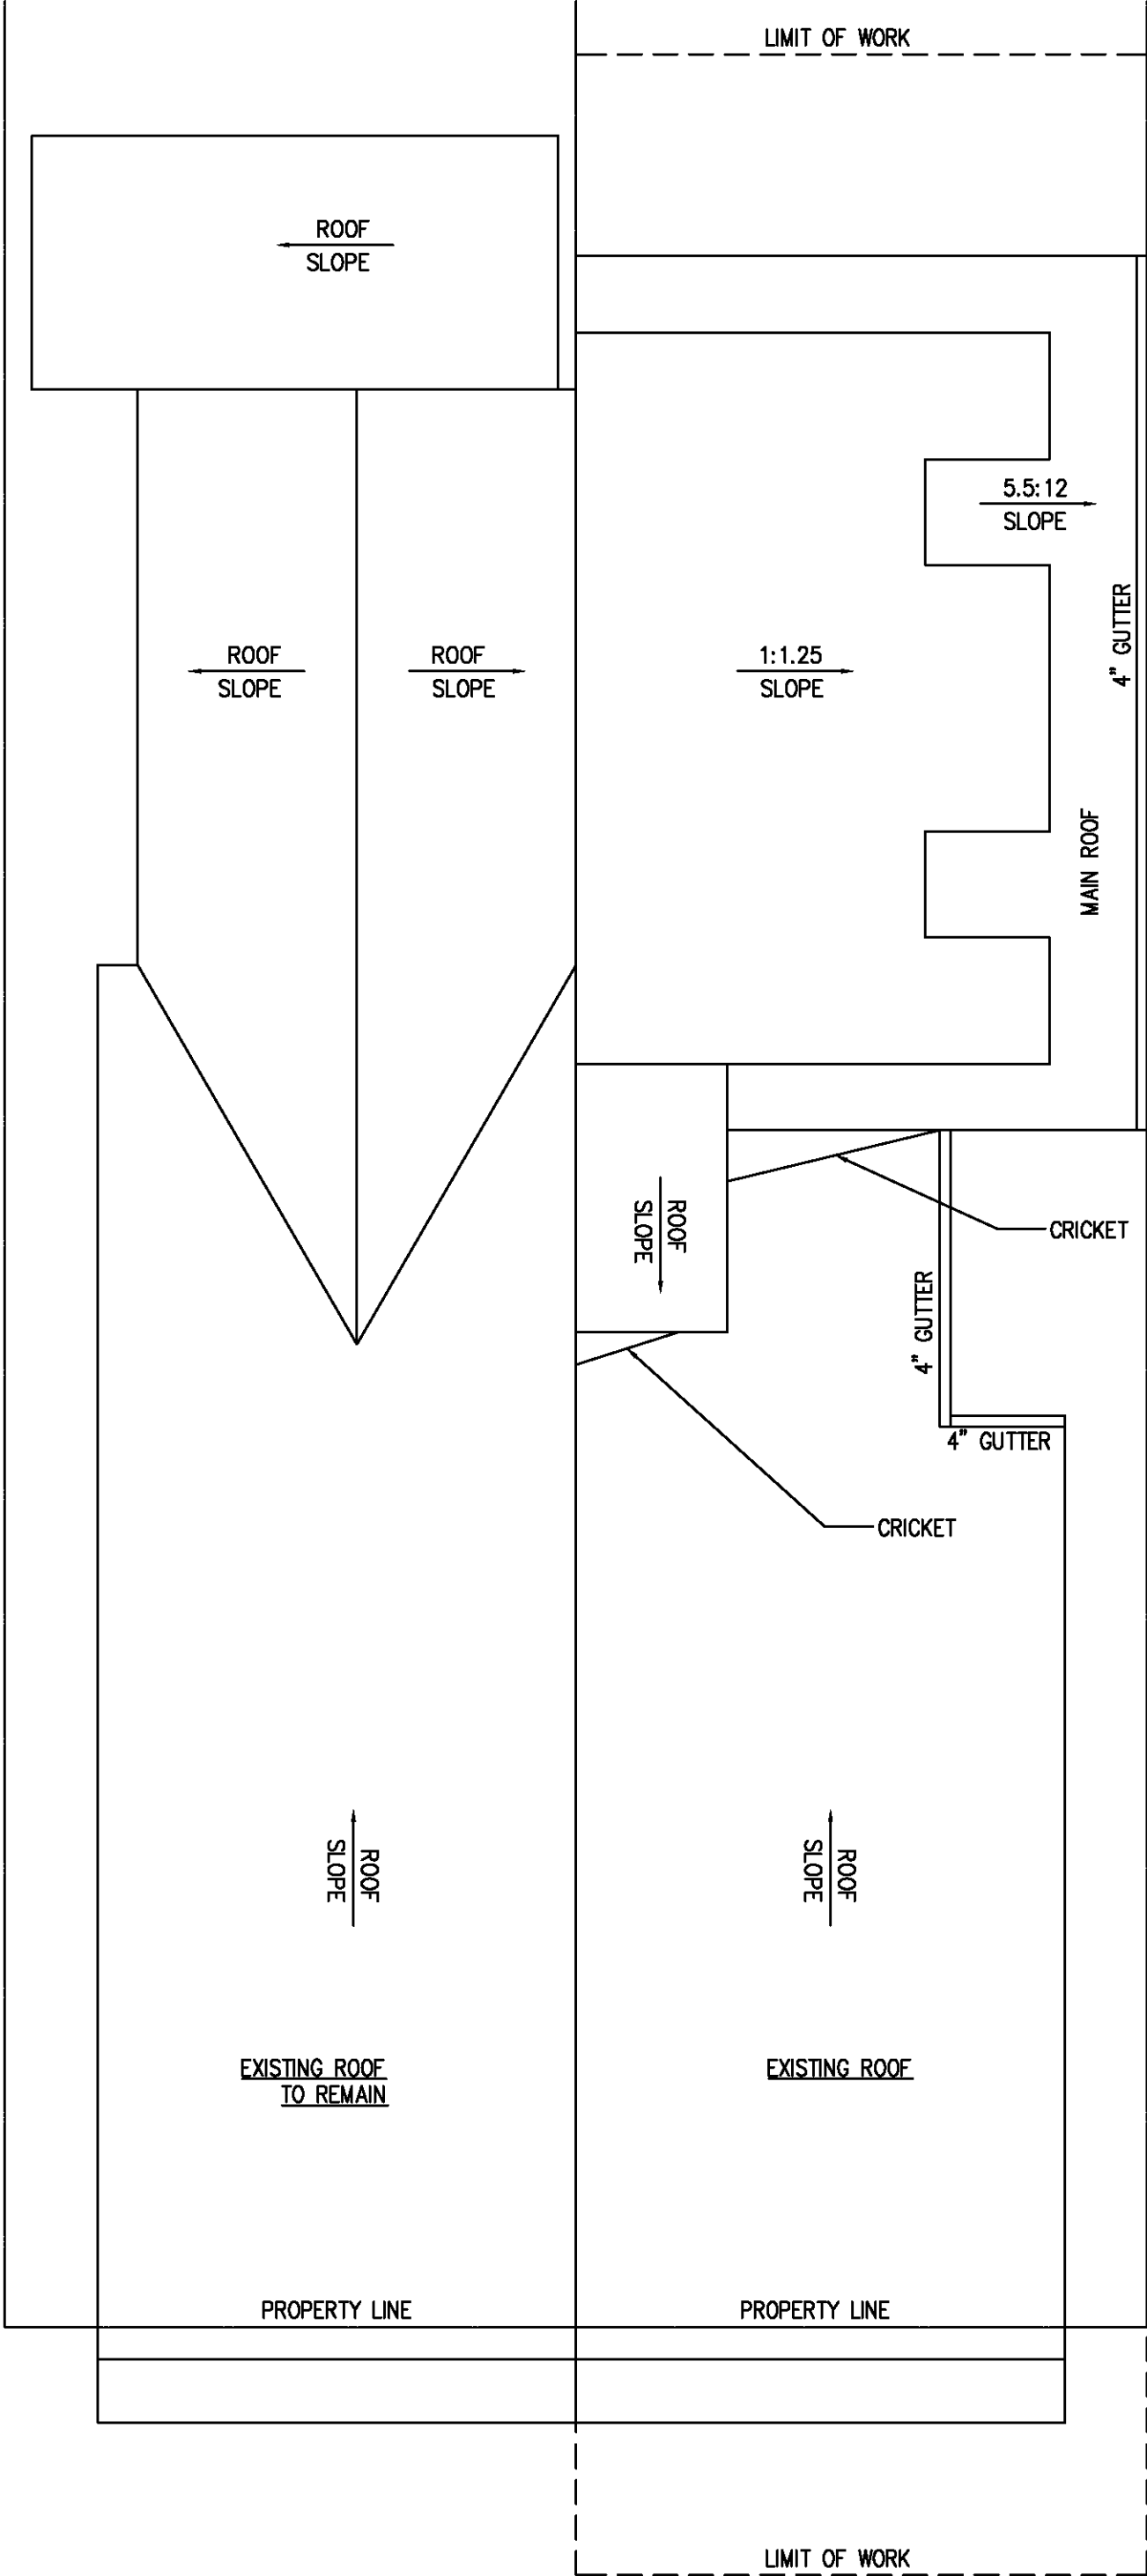 LIMIT OF WORK
ROOF
SLOPE
5.5:12
SLOPE
4" GUTTER
ROOF
SLOPE
ROOF
SLOPE
1:1.25
SLOPE
MAIN ROOF
ROOF
SLOPE
CRICKET
4" GUTTER
4" GUTTER
CRICKET
ROOF
SLOPE
ROOF
SLOPE
EXISTING ROOF
TO REMAIN
EXISTING ROOF
PROPERTY LINE
PROPERTY LINE
LIMIT OF WORK